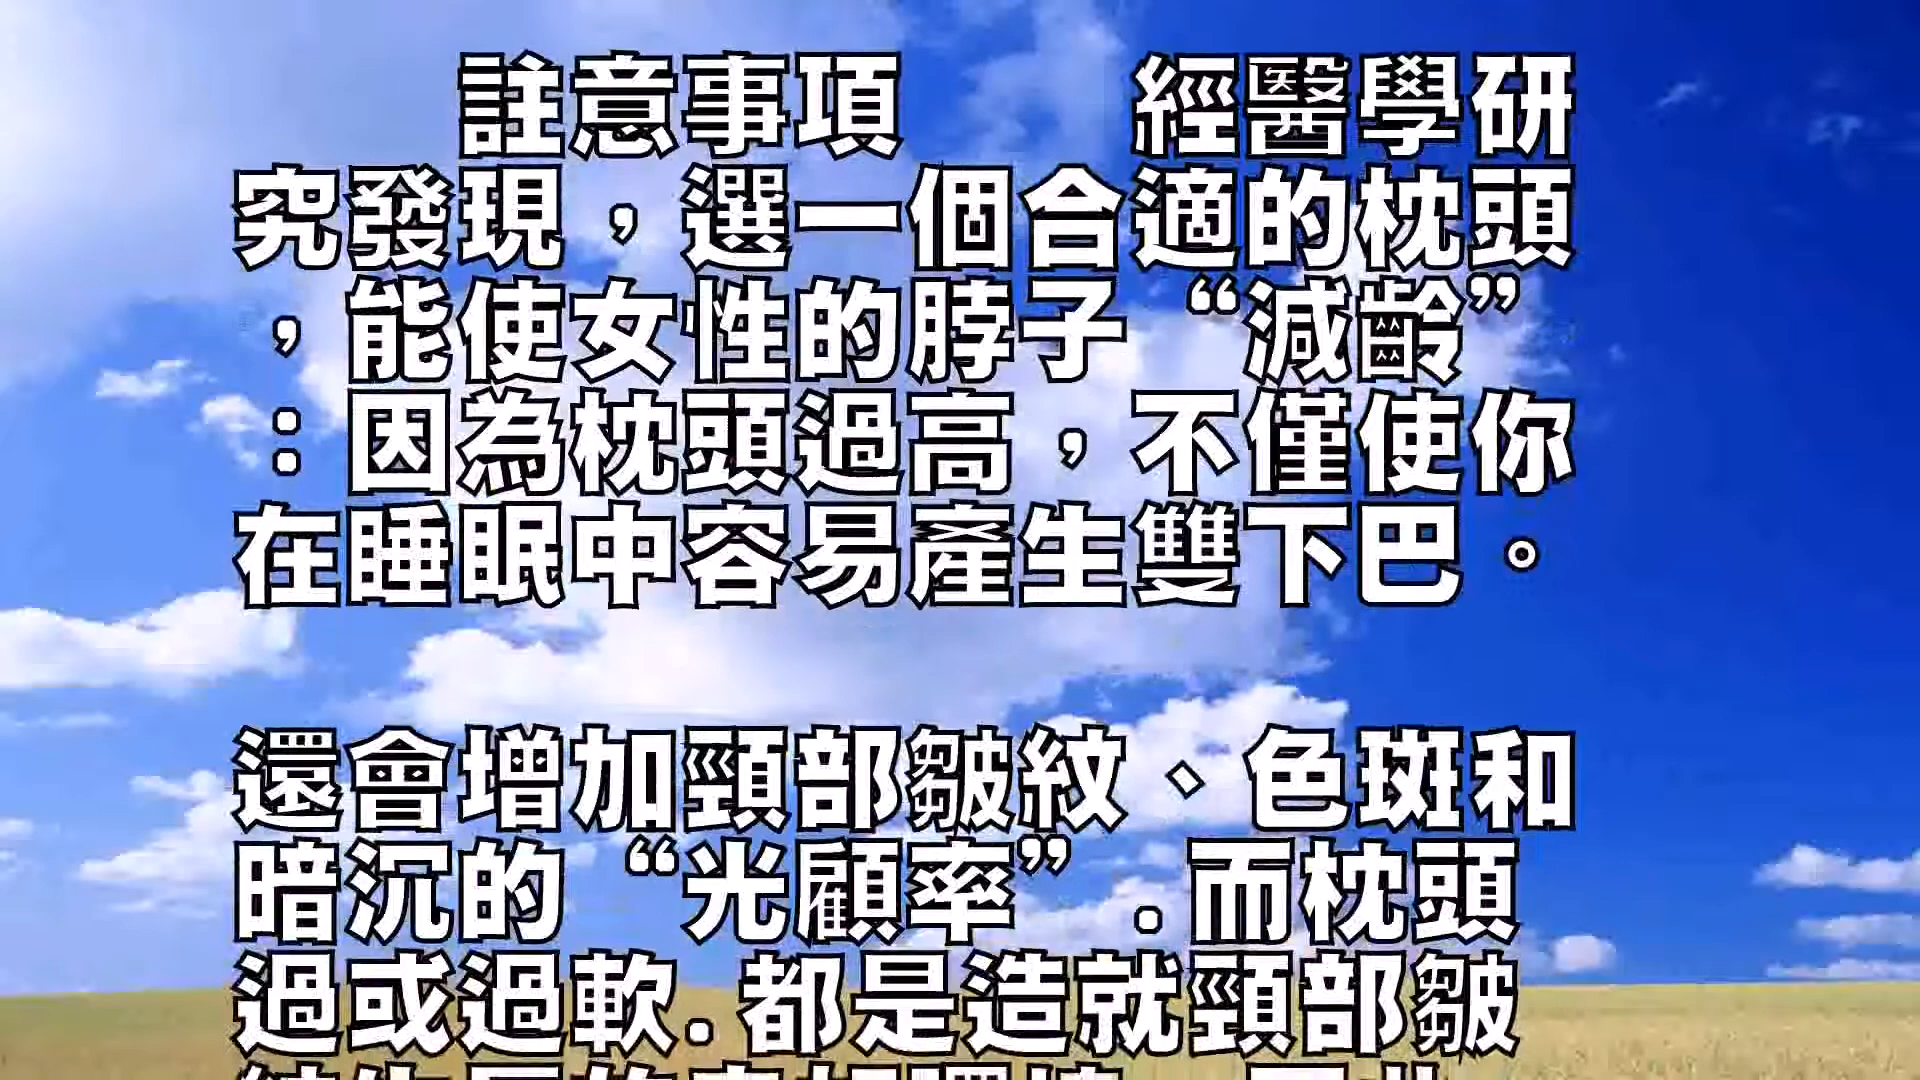 註意事項　　經醫學研
究發現，選一個合適的枕頭
，能使女性的脖子“減齡”
：因為枕頭過高，不僅使你
在睡眠中容易產生雙下巴。
還會增加頸部皺紋、色斑和
暗沉的“光顧率”.而枕頭
過或過軟.都是造就頸部皺